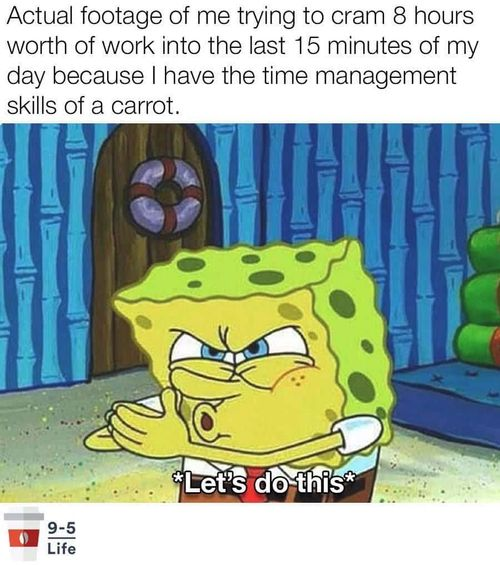 Actual footage of me trying to cram 8 hours
worth of work into the last 15 minutes of my
day because I have the time management
skills of a carrot.
*Let's do this*
9-5
Life